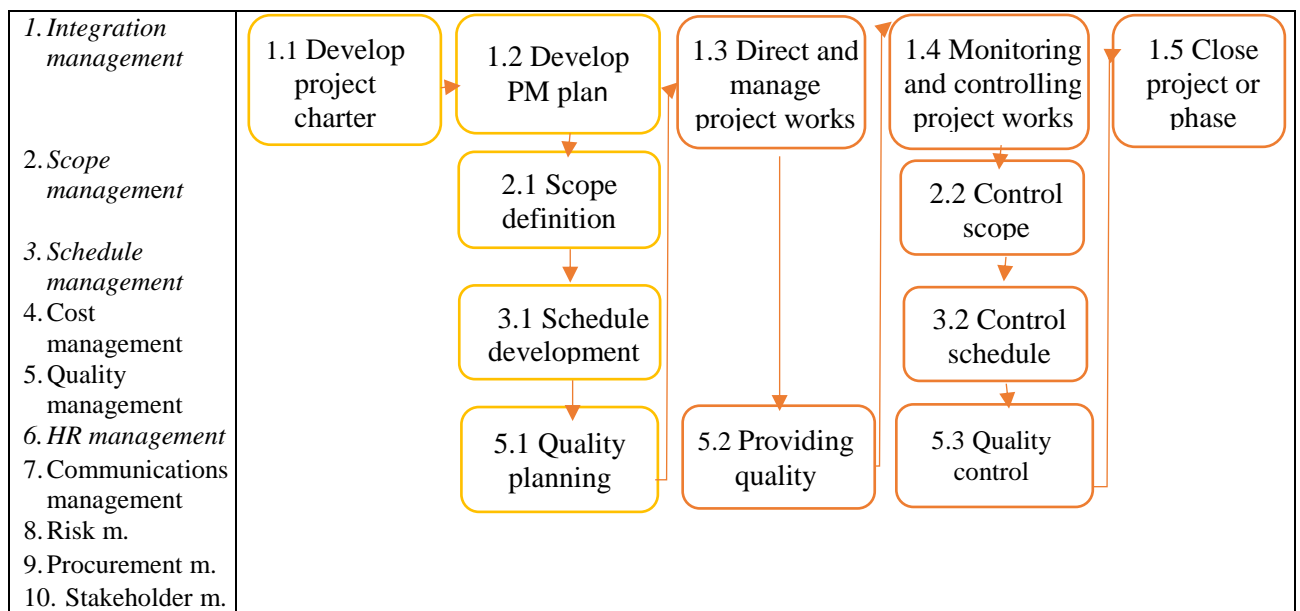 1. Integration
management
2. Scope
management
3. Schedule
management
4. Cost
management
5. Quality
management
6. HR management
7. Communications
management
8. Risk m.
9. Procurement m.
10. Stakeholder m.
1.1 Develop
project
charter
1.2 Develop
PM plan
1.3 Direct and
manage
project works
1.4 Monitoring
and controlling
project works
1.5 Close
project or
phase
2.1 Scope
definition
2.2 Control
scope
3.1 Schedule
development
3.2 Control
schedule
5.1 Quality
planning
5.2 Providing
quality
5.3 Quality
control